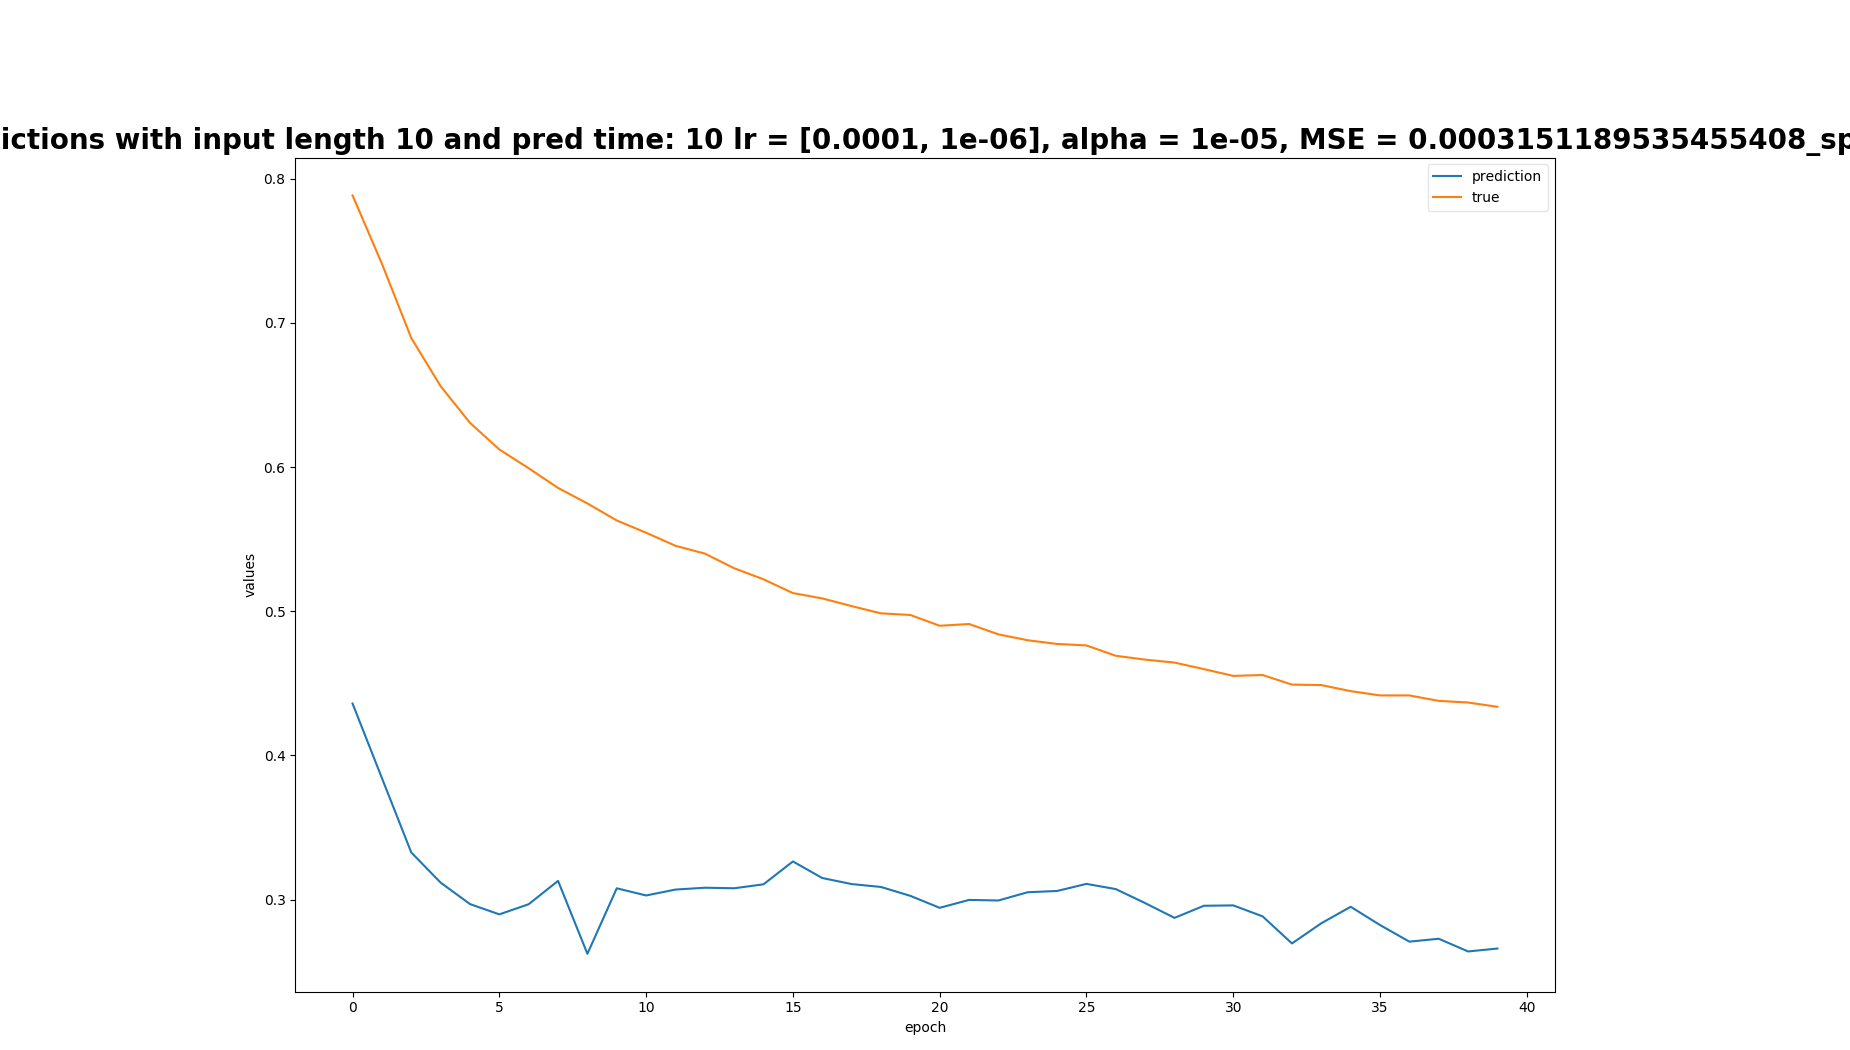 ictions with input length 10 and pred time: 10 lr = [0.0001, 1e-06], alpha = 1e-05, MSE = 0.0003151189535455408_sp
prediction
true
0.8
0.7
0.6
0.5
0.4
0.3
values
0 5 10 15 20 25 30 35 40
epoch